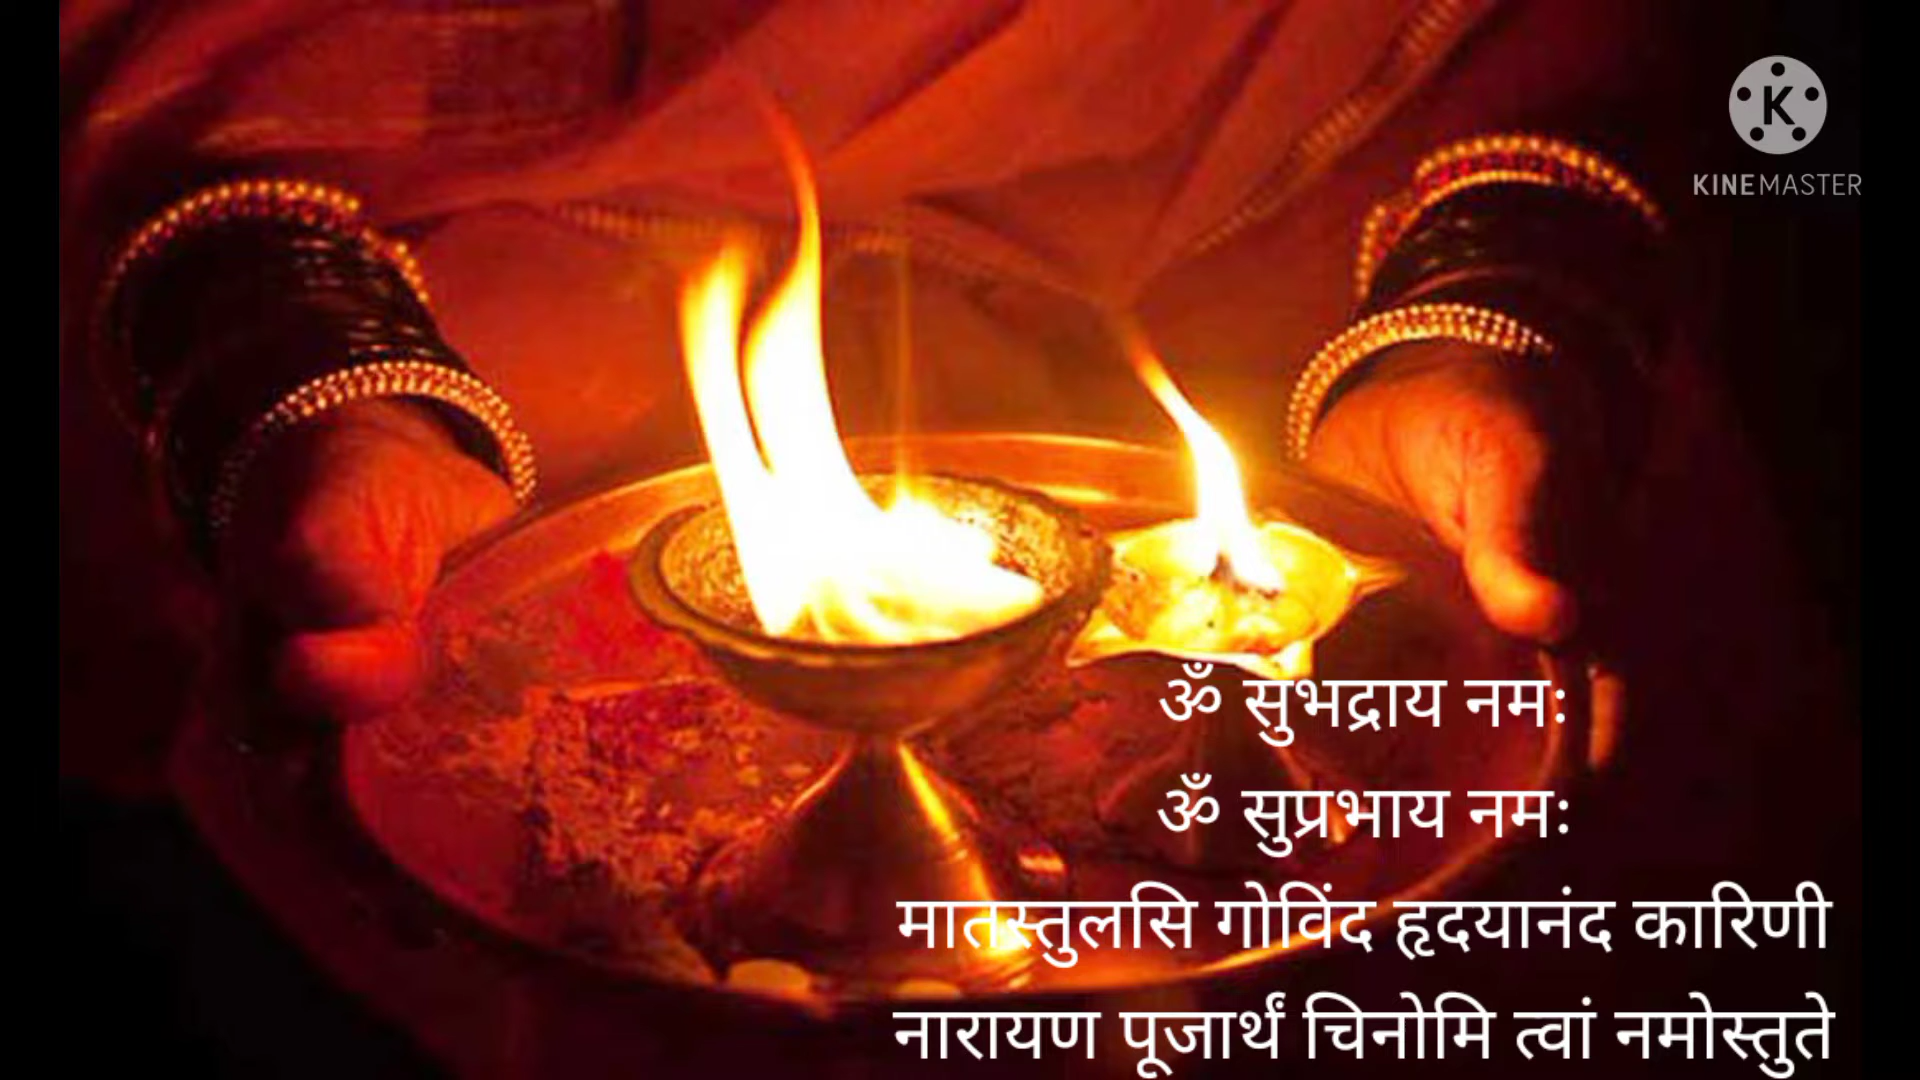 KINEMASTER
ॐ सुभद्राय नमः
ॐ सुप्रभाय नमः
मातस्तुलसि गोविंद हृदयानंद कारिणी
नारायण पूजार्थं चिनोमि त्वां नमोस्तुते